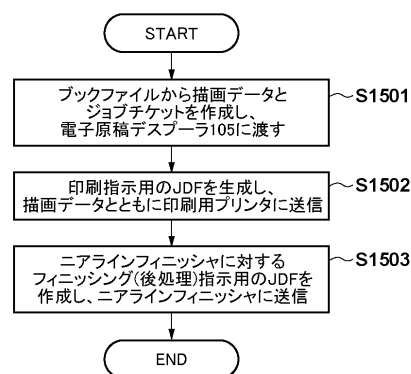 START
ブックファイルから描画データと
ジョブチケットを作成し、
電子原稿デスプーラ105に渡す
S1501
印刷指示用のJDFを生成し、
描画データとともに印刷用プリンタに送信
S1502
ニアラインフィニッシャに対する
フィニッシング(後処理)指示用のJDFを
作成し、ニアラインフィニッシャに送信
S1503
END